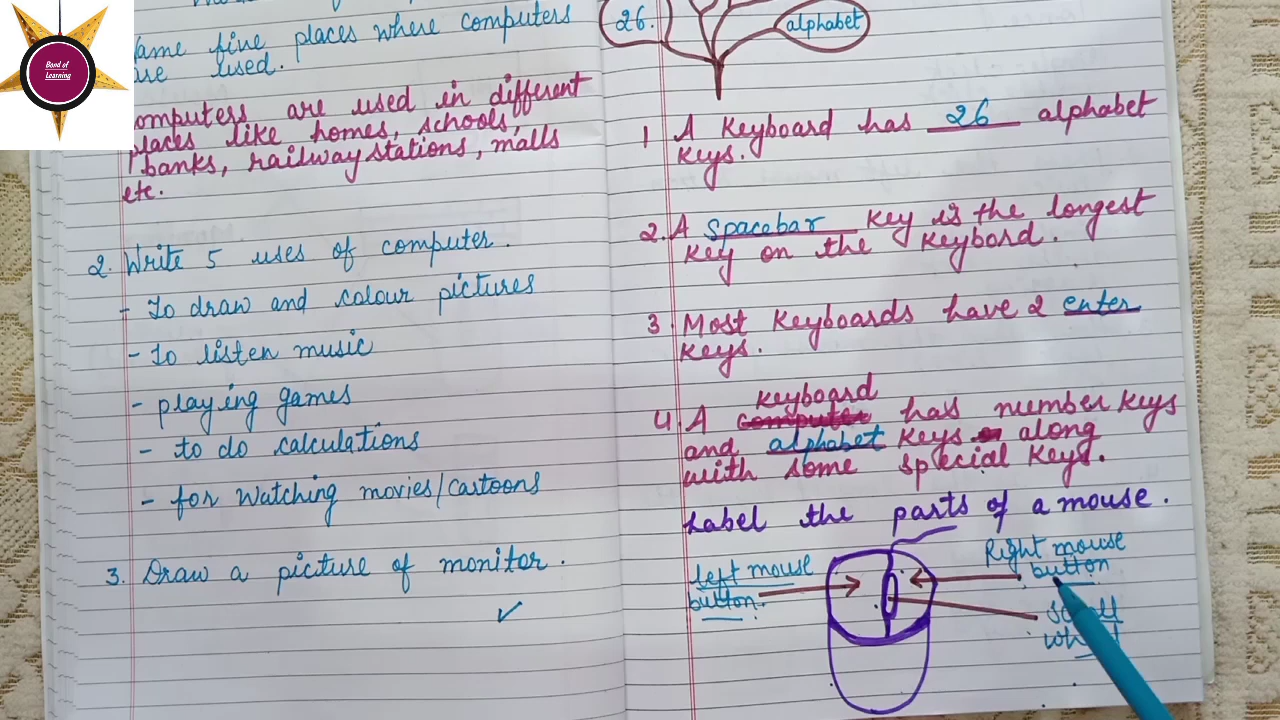 Band of
Learning
ame five places where computers
are used.
omputers are used in different
places like homes, schools,
banks, railway stations, malls
etc.
2. Write 5 uses of computer.
- To draw and colour pictures
- To listen music
- playing games
- to do calculations
- for watching movies/cartoons
3. Draw a picture of monitor.
26.
alphabet
1 A Keyboard has 26 alphabet
Keys.
2. A Spacebar Key is the longest
Key on the Keybord.
3. Most Keyboards have 2 enter
Keys.
keyboard
4. A computer has number Keys
and alphabet Keys along
with some special Keys.
Label the parts of a mouse.
left mouse
button.
Right mouse
button
scroll
wheel